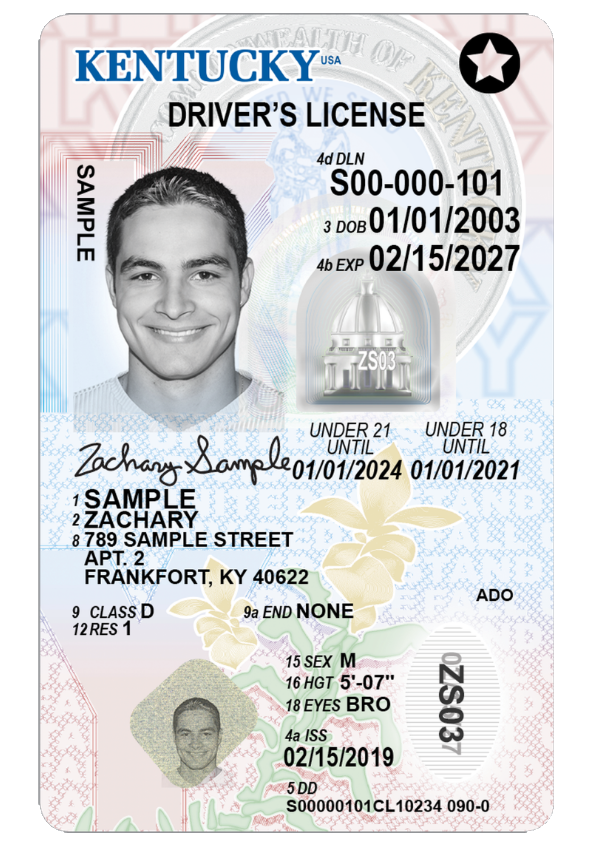 KENTUCKY USA
DRIVER'S LICENSE
SAMPLE
4d DLN
S00-000-101
3 DOB 01/01/2003
4b EXP 02/15/2027
ZS03
UNDER 21 UNTIL
01/01/2024
UNDER 18 UNTIL
01/01/2021
Zachary Sample
1 SAMPLE
2 ZACHARY
8 789 SAMPLE STREET
APT. 2
FRANKFORT, KY 40622
ADO
9 CLASS D
9a END NONE
12 RES 1
15 SEX M
16 HGT 5'-07"
18 EYES BRO
ZS03
4a ISS
02/15/2019
5 DD
S00000101CL10234 090-0